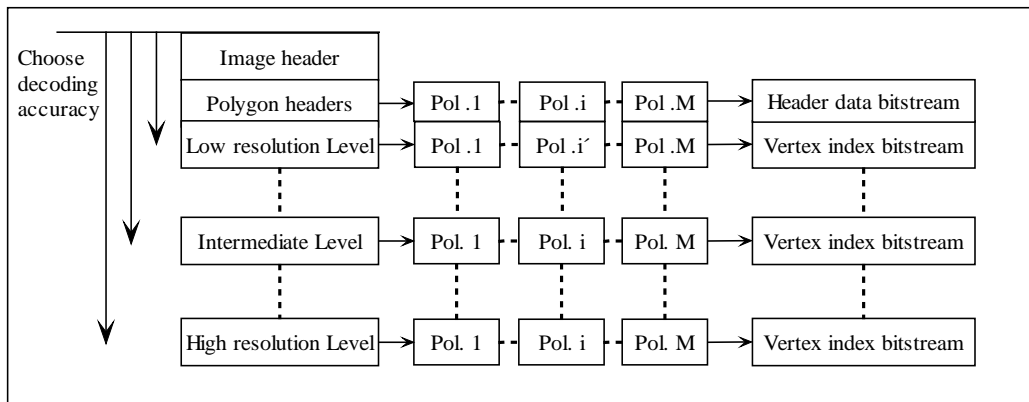 Choose
decoding
accuracy
Image header
Polygon headers
Pol .1
Pol .i
Pol .M
Header data bitstream
Low resolution Level
Pol .1
Pol .i´
Pol .M
Vertex index bitstream
Intermediate Level
Pol. 1
Pol. i
Pol. M
Vertex index bitstream
High resolution Level
Pol. 1
Pol. i
Pol. M
Vertex index bitstream